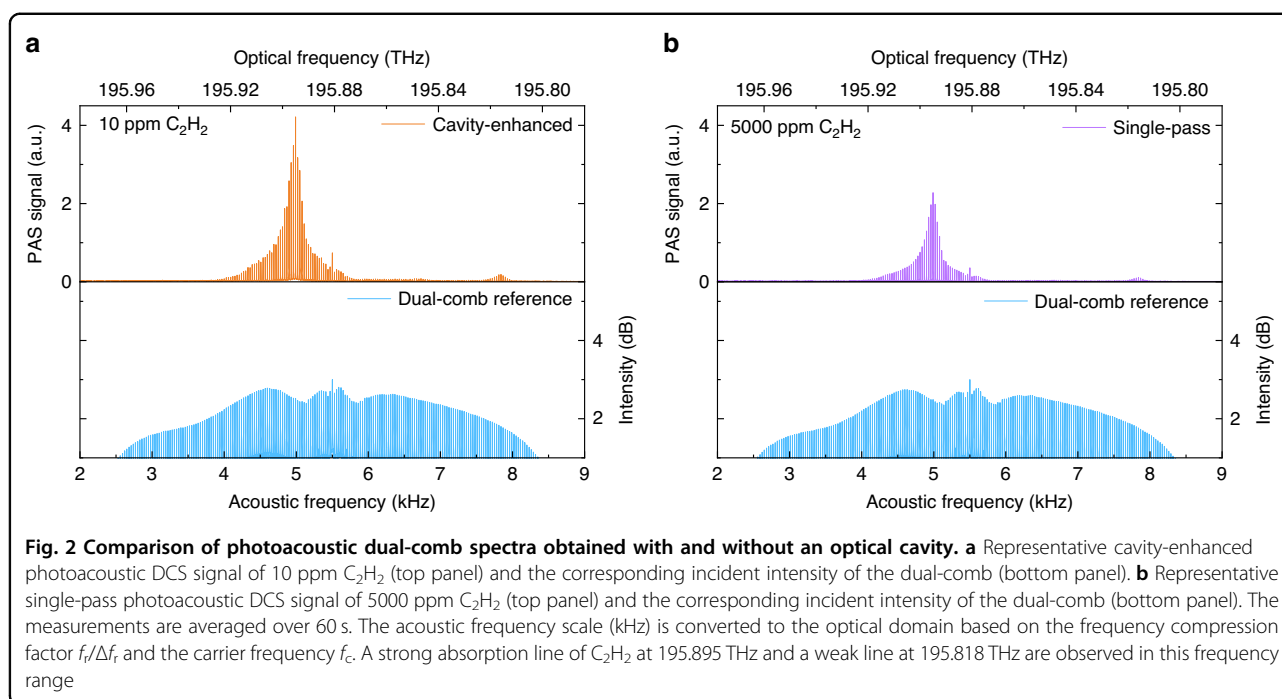 a
Optical frequency (THz)
195.96 195.92 195.88 195.84 195.80
10 ppm C₂H₂
Cavity-enhanced
PAS signal (a.u.)
4
2
0
Dual-comb reference
Intensity (dB)
4
2
2 3 4 5 6 7 8 9
Acoustic frequency (kHz)
b
Optical frequency (THz)
195.96 195.92 195.88 195.84 195.80
5000 ppm C₂H₂
Single-pass
PAS signal (a.u.)
4
2
0
Dual-comb reference
Intensity (dB)
4
2
2 3 4 5 6 7 8 9
Acoustic frequency (kHz)
Fig. 2 Comparison of photoacoustic dual-comb spectra obtained with and without an optical cavity. a Representative cavity-enhanced
photoacoustic DCS signal of 10 ppm C₂H₂ (top panel) and the corresponding incident intensity of the dual-comb (bottom panel). b Representative
single-pass photoacoustic DCS signal of 5000 ppm C₂H₂ (top panel) and the corresponding incident intensity of the dual-comb (bottom panel). The
measurements are averaged over 60 s. The acoustic frequency scale (kHz) is converted to the optical domain based on the frequency compression
factor fᵣ/Δfᵣ and the carrier frequency f_c. A strong absorption line of C₂H₂ at 195.895 THz and a weak line at 195.818 THz are observed in this frequency
range